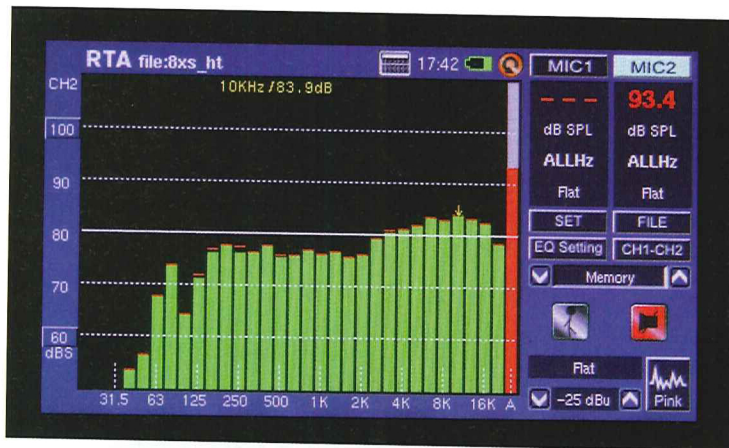 RTA file:8xs_ht 17:42
CH2
10KHz/83.9dB
100
90
80
70
60
dBS
31.5 63 125 250 500 1K 2K 4K 8K 16K A
MIC1 MIC2
--- 93.4
dB SPL dB SPL
ALLHz ALLHz
Flat Flat
SET FILE
EQ Setting CH1-CH2
Memory
Flat
-25 dBu Pink